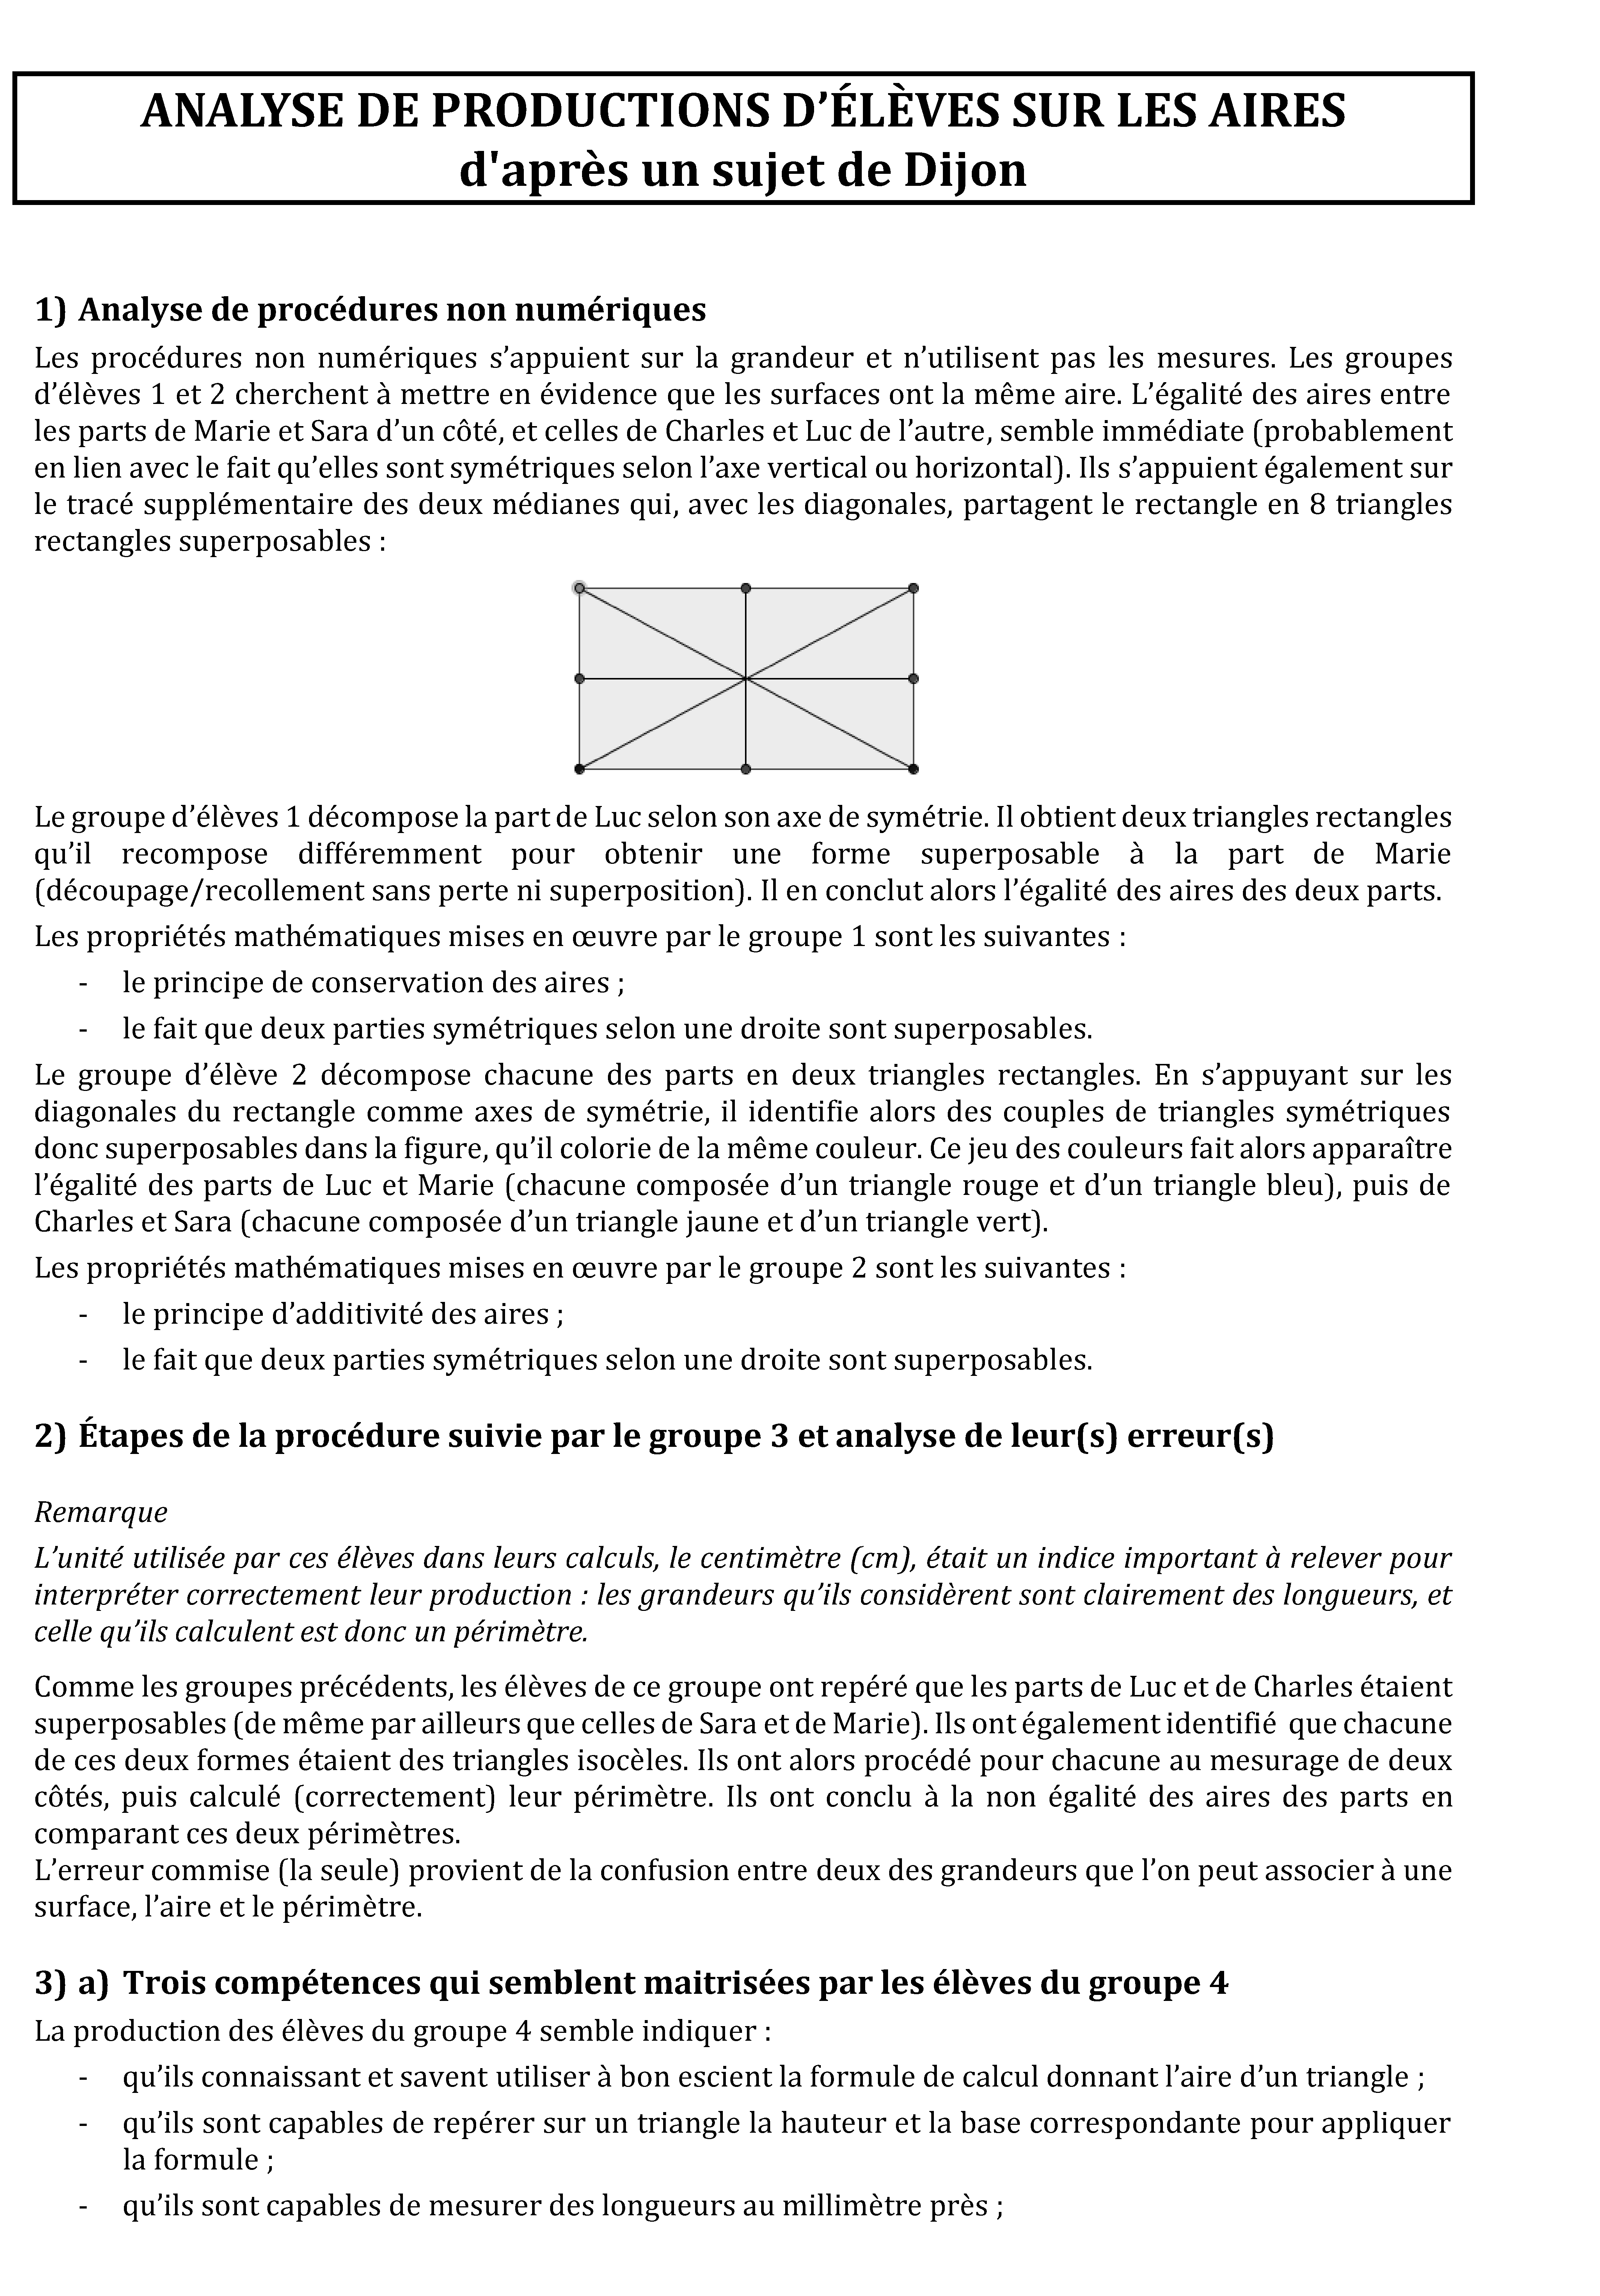 ANALYSE DE PRODUCTIONS D’ÉLÈVES SUR LES AIRES
d'après un sujet de Dijon
1) Analyse de procédures non numériques
Les procédures non numériques s’appuient sur la grandeur et n’utilisent pas les mesures. Les groupes
d’élèves 1 et 2 cherchent à mettre en évidence que les surfaces ont la même aire. L’égalité des aires entre
les parts de Marie et Sara d’un côté, et celles de Charles et Luc de l’autre, semble immédiate (probablement
en lien avec le fait qu’elles sont symétriques selon l’axe vertical ou horizontal). Ils s’appuient également sur
le tracé supplémentaire des deux médianes qui, avec les diagonales, partagent le rectangle en 8 triangles
rectangles superposables :
Le groupe d’élèves 1 décompose la part de Luc selon son axe de symétrie. Il obtient deux triangles rectangles
qu’il recompose différemment pour obtenir une forme superposable à la part de Marie
(découpage/recollement sans perte ni superposition). Il en conclut alors l’égalité des aires des deux parts.
Les propriétés mathématiques mises en œuvre par le groupe 1 sont les suivantes :
- le principe de conservation des aires ;
- le fait que deux parties symétriques selon une droite sont superposables.
Le groupe d’élève 2 décompose chacune des parts en deux triangles rectangles. En s’appuyant sur les
diagonales du rectangle comme axes de symétrie, il identifie alors des couples de triangles symétriques
donc superposables dans la figure, qu’il colorie de la même couleur. Ce jeu des couleurs fait alors apparaître
l’égalité des parts de Luc et Marie (chacune composée d’un triangle rouge et d’un triangle bleu), puis de
Charles et Sara (chacune composée d’un triangle jaune et d’un triangle vert).
Les propriétés mathématiques mises en œuvre par le groupe 2 sont les suivantes :
- le principe d’additivité des aires ;
- le fait que deux parties symétriques selon une droite sont superposables.
2) Étapes de la procédure suivie par le groupe 3 et analyse de leur(s) erreur(s)
Remarque
L’unité utilisée par ces élèves dans leurs calculs, le centimètre (cm), était un indice important à relever pour
interpréter correctement leur production : les grandeurs qu’ils considèrent sont clairement des longueurs, et
celle qu’ils calculent est donc un périmètre.
Comme les groupes précédents, les élèves de ce groupe ont repéré que les parts de Luc et de Charles étaient
superposables (de même par ailleurs que celles de Sara et de Marie). Ils ont également identifié que chacune
de ces deux formes étaient des triangles isocèles. Ils ont alors procédé pour chacune au mesurage de deux
côtés, puis calculé (correctement) leur périmètre. Ils ont conclu à la non égalité des aires des parts en
comparant ces deux périmètres.
L’erreur commise (la seule) provient de la confusion entre deux des grandeurs que l’on peut associer à une
surface, l’aire et le périmètre.
3) a) Trois compétences qui semblent maitrisées par les élèves du groupe 4
La production des élèves du groupe 4 semble indiquer :
- qu’ils connaissant et savent utiliser à bon escient la formule de calcul donnant l’aire d’un triangle ;
- qu’ils sont capables de repérer sur un triangle la hauteur et la base correspondante pour appliquer
la formule ;
- qu’ils sont capables de mesurer des longueurs au millimètre près ;